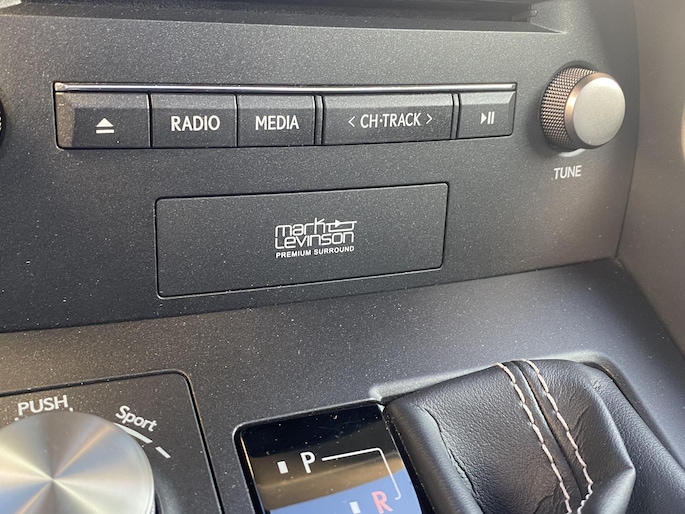 RADIO MEDIA < CH·TRACK >
TUNE
mark
Levinson
PREMIUM SURROUND
PUSH
Sport
P
R